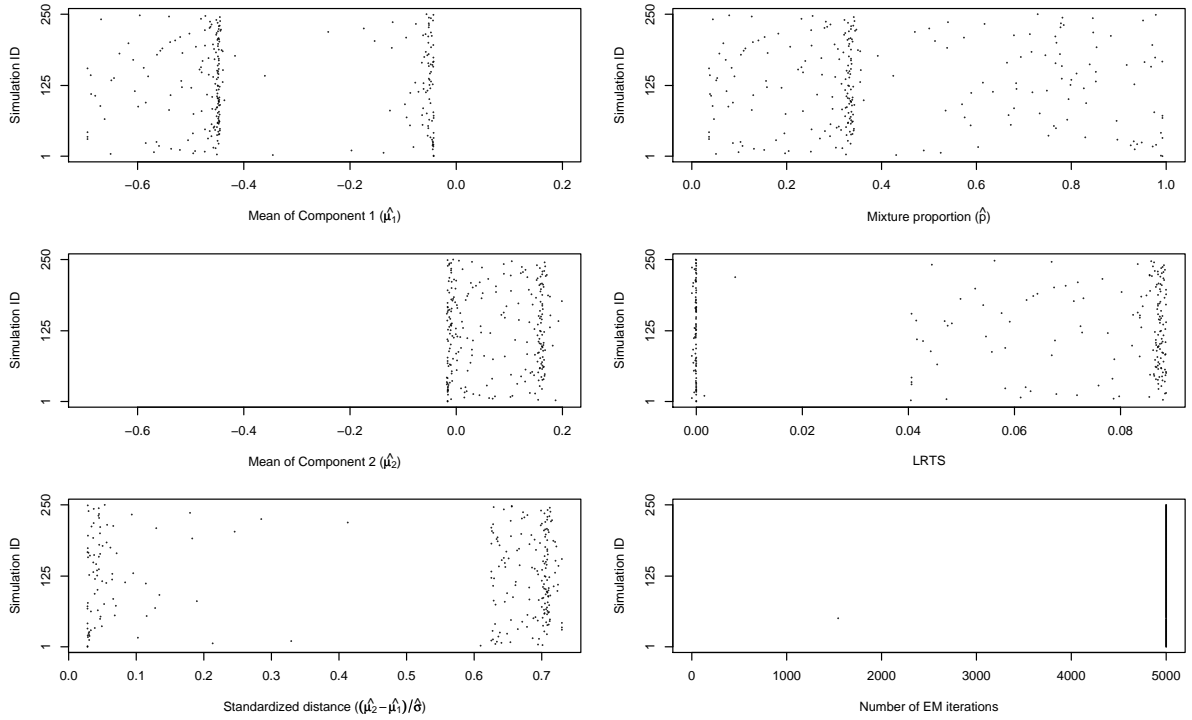 250
125
1
Simulation ID
−0.6 −0.4 −0.2 0.0 0.2
Mean of Component 1 (μ̂₁)
250
125
1
Simulation ID
0.0 0.2 0.4 0.6 0.8 1.0
Mixture proportion (p̂)
250
125
1
Simulation ID
−0.6 −0.4 −0.2 0.0 0.2
Mean of Component 2 (μ̂₂)
250
125
1
Simulation ID
0.00 0.02 0.04 0.06 0.08
LRTS
250
125
1
Simulation ID
0.0 0.1 0.2 0.3 0.4 0.5 0.6 0.7
Standardized distance ((μ̂₂−μ̂₁)/σ̂)
250
125
1
Simulation ID
0 1000 2000 3000 4000 5000
Number of EM iterations